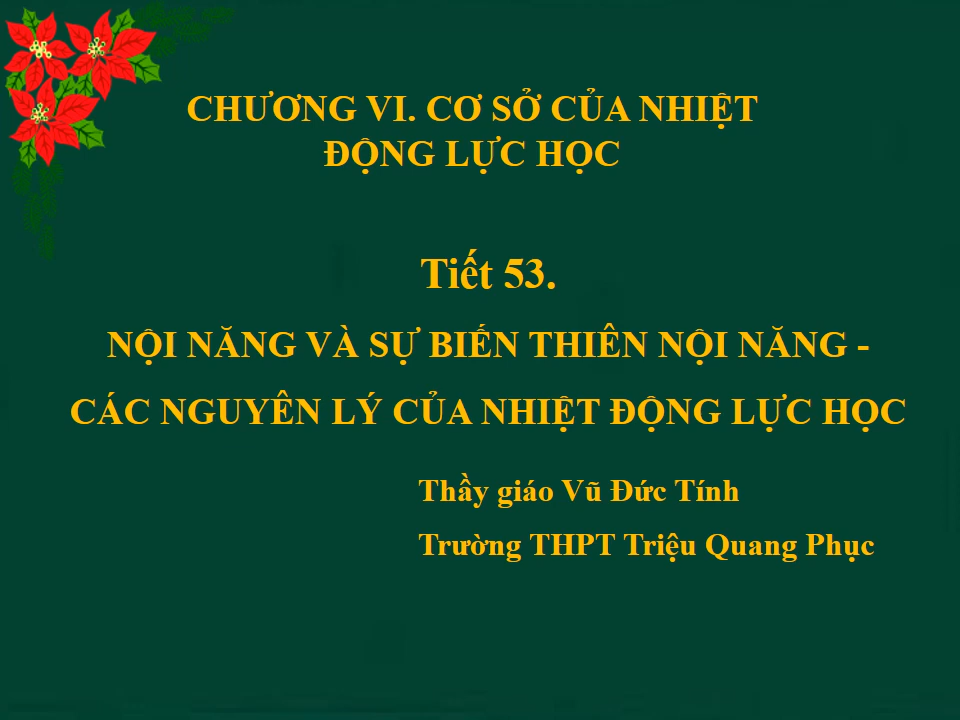 CHƯƠNG VI. CƠ SỞ CỦA NHIỆT
ĐỘNG LỰC HỌC
Tiết 53.
NỘI NĂNG VÀ SỰ BIẾN THIÊN NỘI NĂNG -
CÁC NGUYÊN LÝ CỦA NHIỆT ĐỘNG LỰC HỌC
Thầy giáo Vũ Đức Tính
Trường THPT Triệu Quang Phục